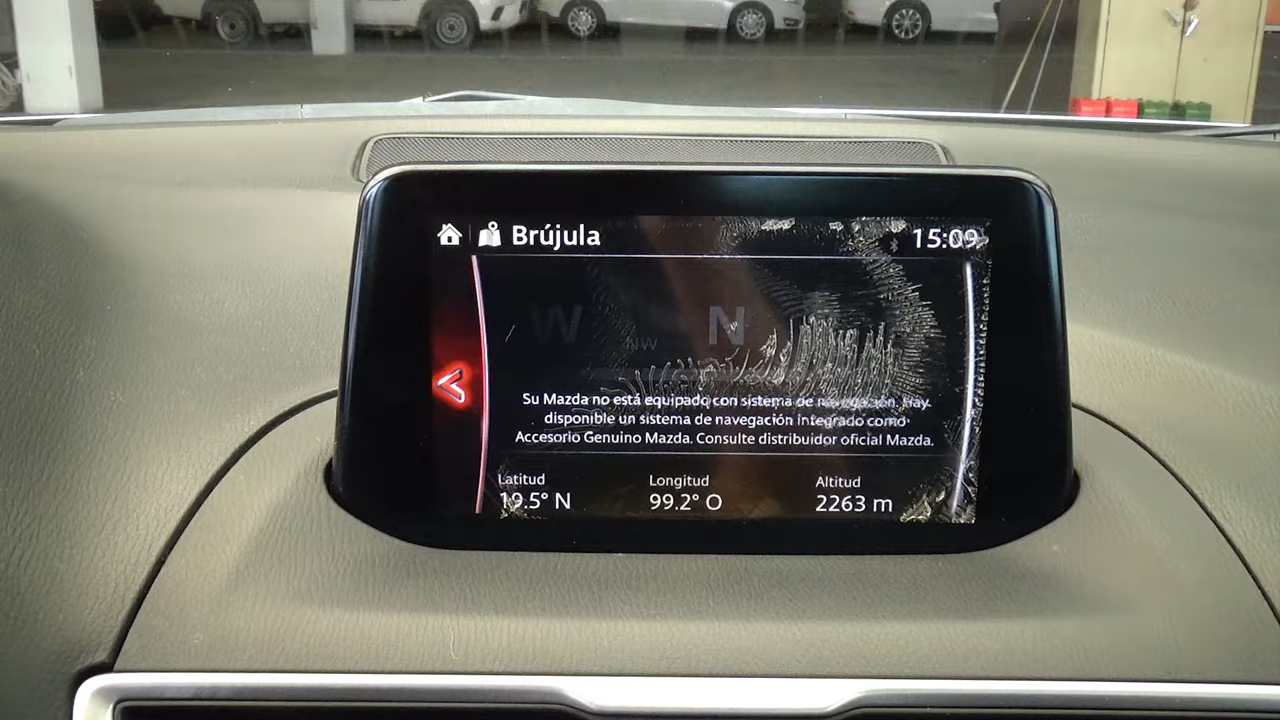 Brújula
15:09
W
NW
N
Su Mazda no está equipado con sistema de navegación. Hay
disponible un sistema de navegación integrado como
Accesorio Genuino Mazda. Consulte distribuidor oficial Mazda.
Latitud Longitud Altitud
19.5° N 99.2° O 2263 m